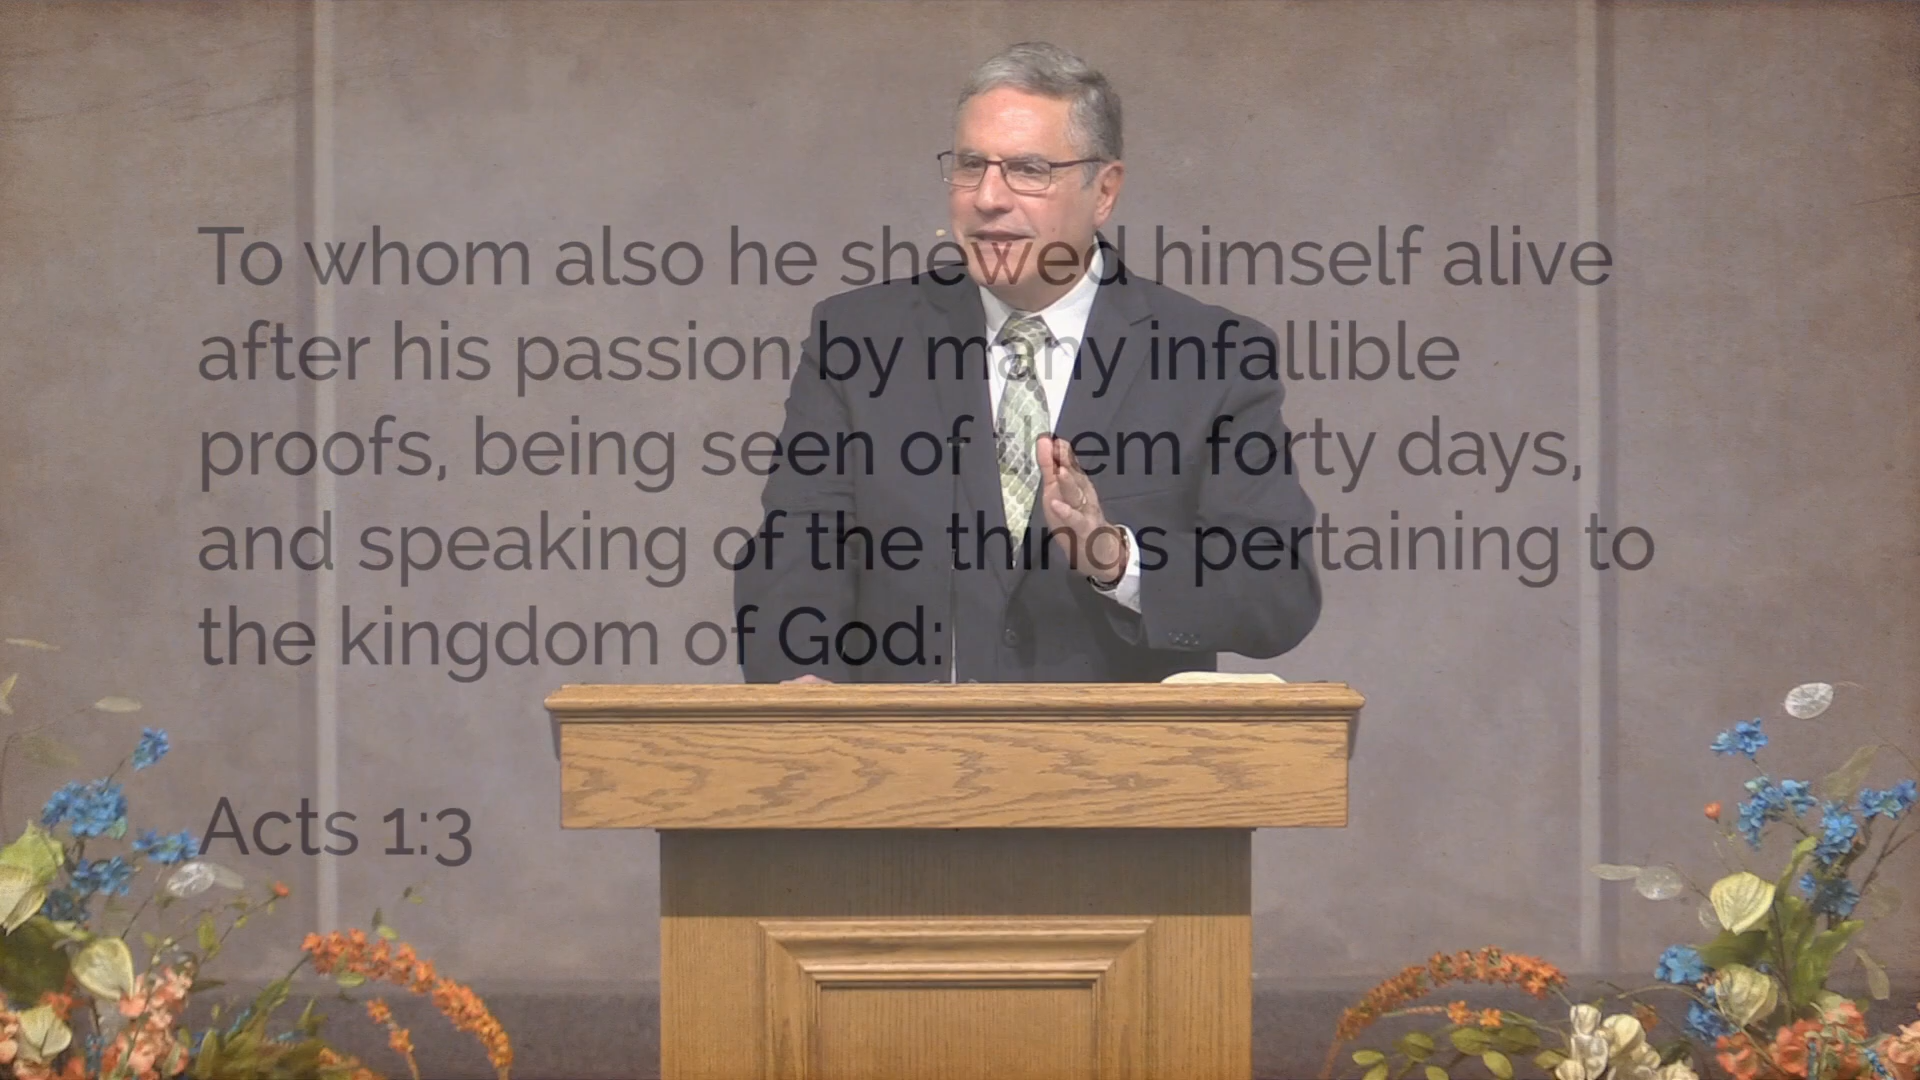 To whom also he shewed himself alive
after his passion by many infallible
proofs, being seen of them forty days,
and speaking of the things pertaining to
the kingdom of God:
Acts 1:3